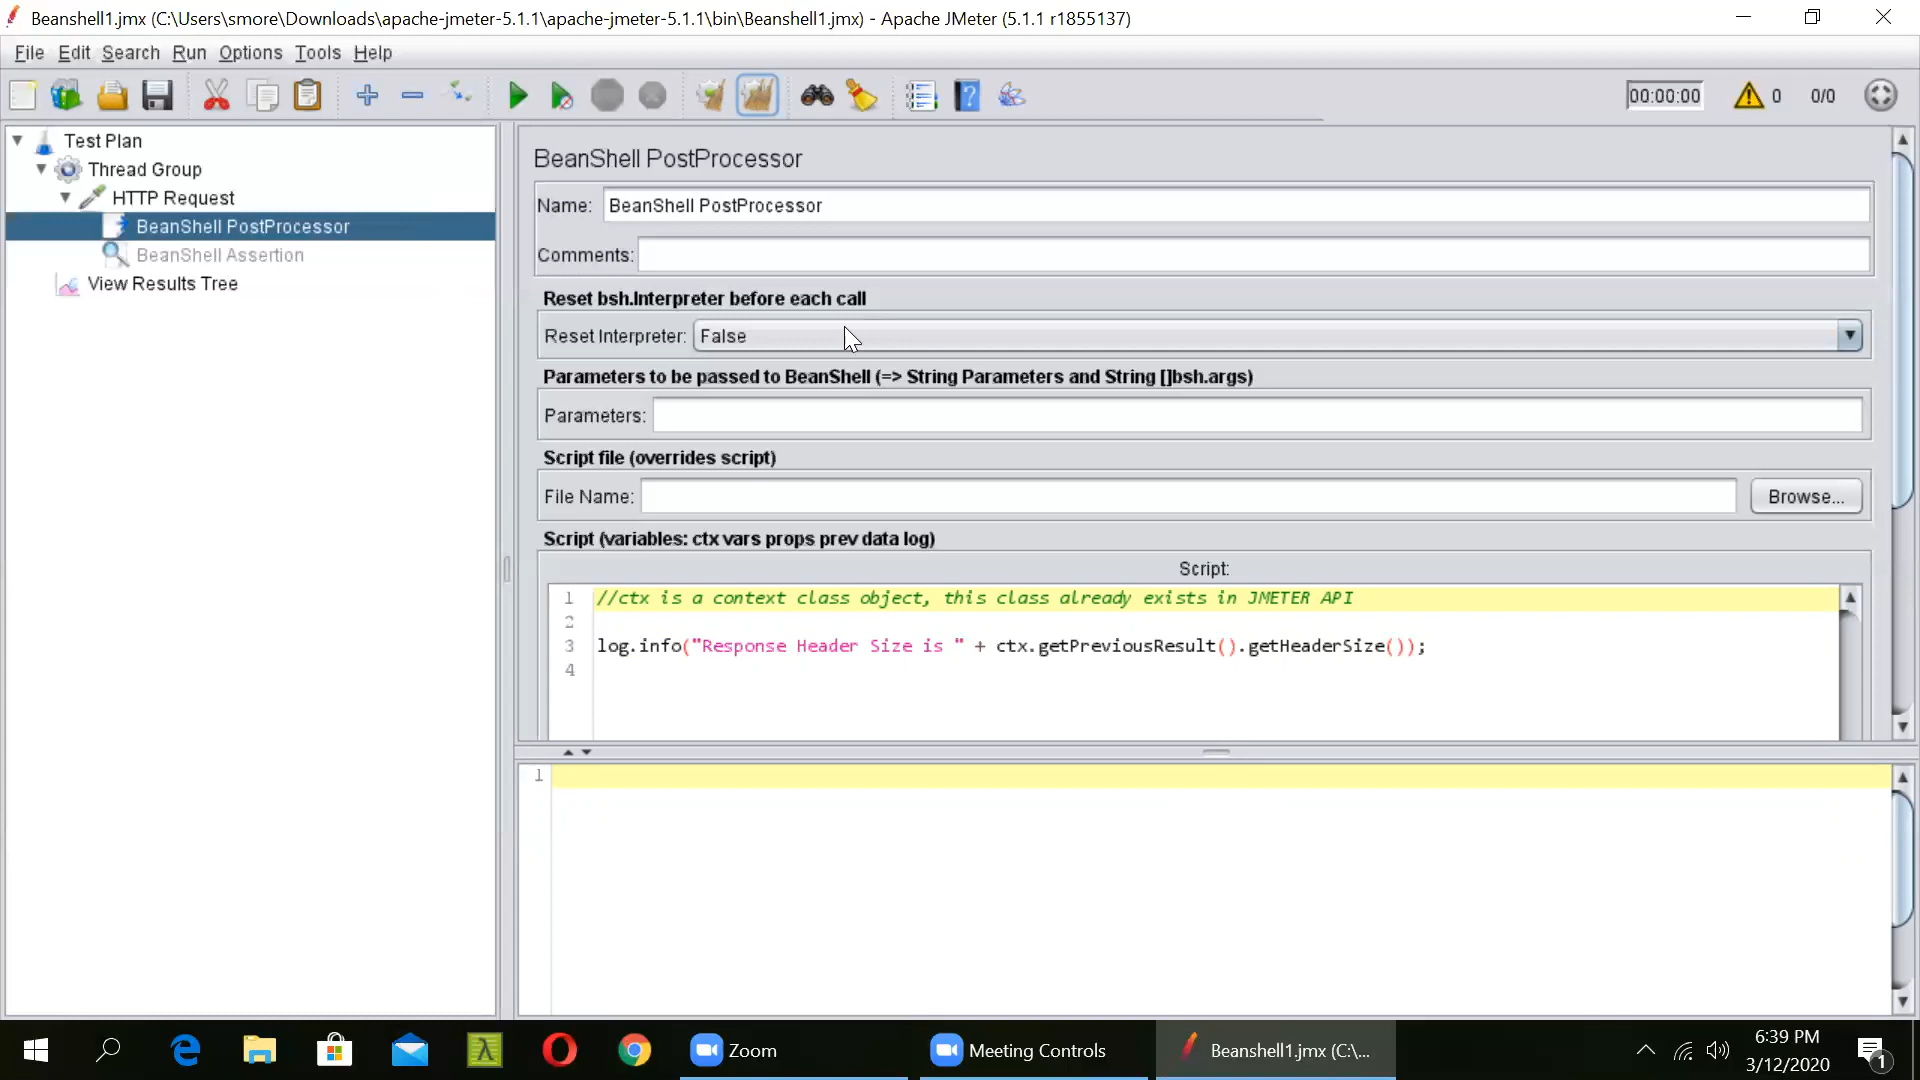 Beanshell1.jmx (C:\Users\smore\Downloads\apache-jmeter-5.1.1\apache-jmeter-5.1.1\bin\Beanshell1.jmx) - Apache JMeter (5.1.1 r1855137)
File Edit Search Run Options Tools Help
00:00:00 0 0/0
Test Plan
Thread Group
HTTP Request
BeanShell PostProcessor
BeanShell Assertion
View Results Tree
BeanShell PostProcessor
Name: BeanShell PostProcessor
Comments:
Reset bsh.Interpreter before each call
Reset Interpreter: False
Parameters to be passed to BeanShell (=> String Parameters and String []bsh.args)
Parameters:
Script file (overrides script)
File Name: Browse...
Script (variables: ctx vars props prev data log)
Script:
1 //ctx is a context class object, this class already exists in JMETER API
2
3 log.info("Response Header Size is " + ctx.getPreviousResult().getHeaderSize());
4
1
Zoom
Meeting Controls
Beanshell1.jmx (C:\...
6:39 PM
3/12/2020
1